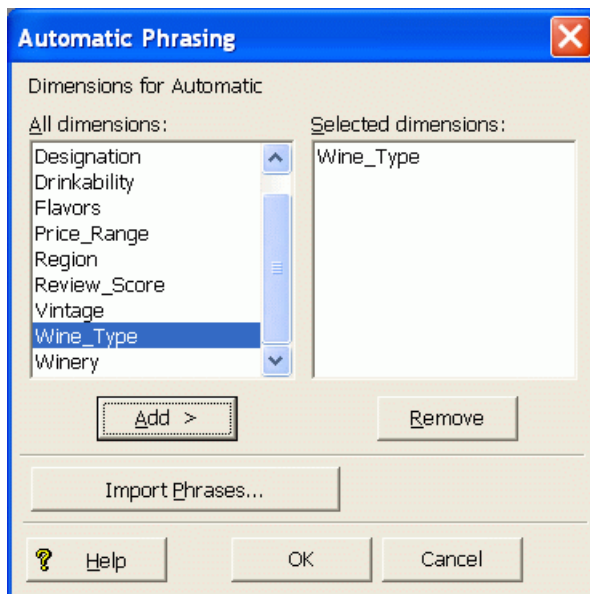 Automatic Phrasing
Dimensions for Automatic
All dimensions:
Designation
Drinkability
Flavors
Price_Range
Region
Review_Score
Vintage
Wine_Type
Winery
Selected dimensions:
Wine_Type
Add >
Remove
Import Phrases...
? Help
OK
Cancel